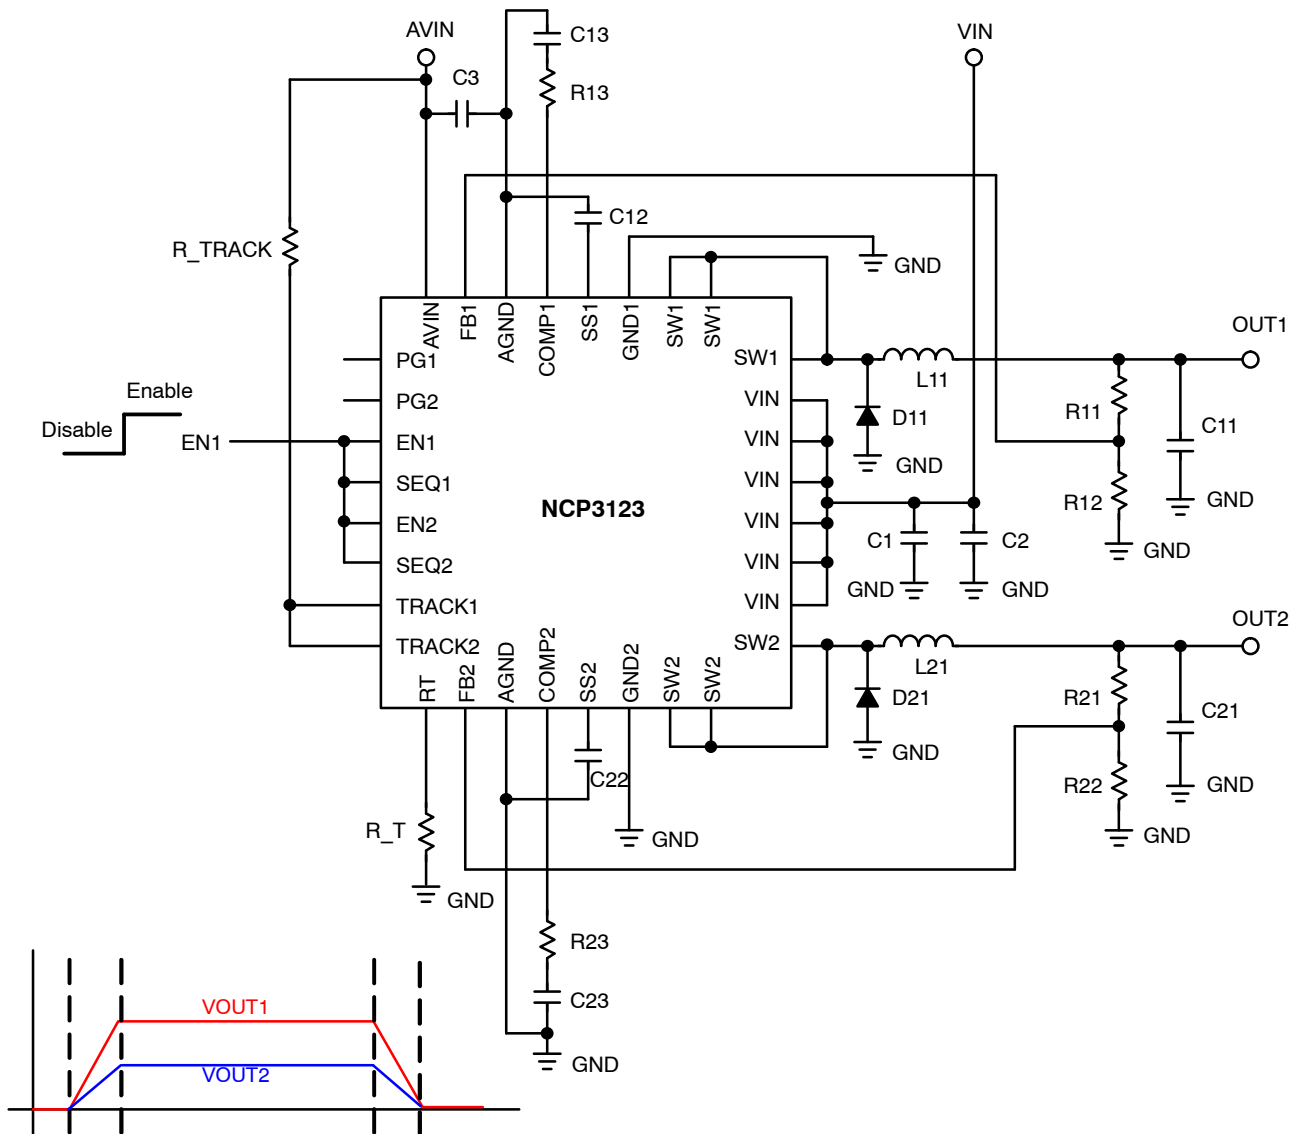 AVIN
C13
VIN
C3
R13
C12
R_TRACK
GND
AVIN
FB1
AGND
COMP1
SS1
GND1
SW1
SW1
OUT1
PG1
SW1
L11
Enable
PG2
VIN
D11
R11
C11
Disable
EN1
EN1
VIN
GND
SEQ1
VIN
R12
GND
NCP3123
EN2
VIN
C1
C2
GND
SEQ2
VIN
GND
GND
TRACK1
VIN
OUT2
TRACK2
SW2
L21
RT
FB2
AGND
COMP2
SS2
GND2
SW2
SW2
D21
R21
C21
GND
C22
R22
GND
R_T
GND
GND
GND
R23
C23
VOUT1
GND
VOUT2